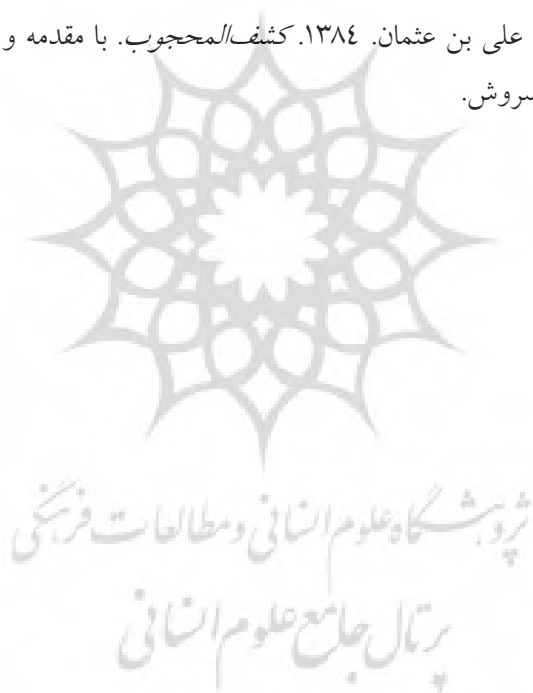 علی بن عثمان. ۱۳۸٤. کشف‌المحجوب. با مقدمه و
سروش.
پژوهشگاه علوم انسانی و مطالعات فرهنگی
پرتال جامع علوم انسانی